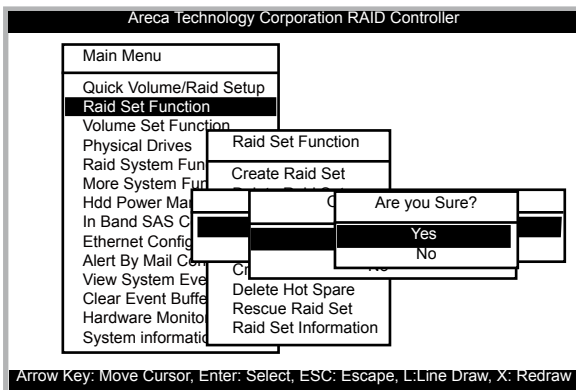 Areca Technology Corporation RAID Controller
Main Menu
Quick Volume/Raid Setup
Raid Set Function
Volume Set Function
Physical Drives
Raid System Fun
More System Fun
Hdd Power Ma
In Band SAS C
Ethernet Config
Alert By Mail Con
View System Eve
Clear Event Buffe
Hardware Monito
System informatio
Raid Set Function
Create Raid Set
Are you Sure?
Yes
No
Delete Hot Spare
Rescue Raid Set
Raid Set Information
Arrow Key: Move Cursor, Enter: Select, ESC: Escape, L:Line Draw, X: Redraw